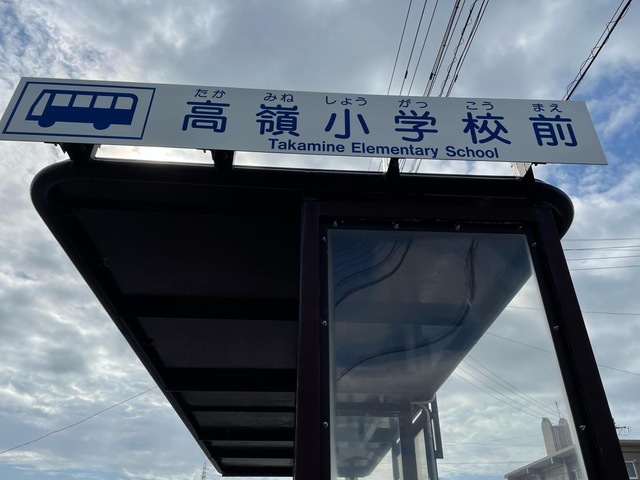 たか みね しょう がっ こう まえ
高嶺小学校前
Takamine Elementary School